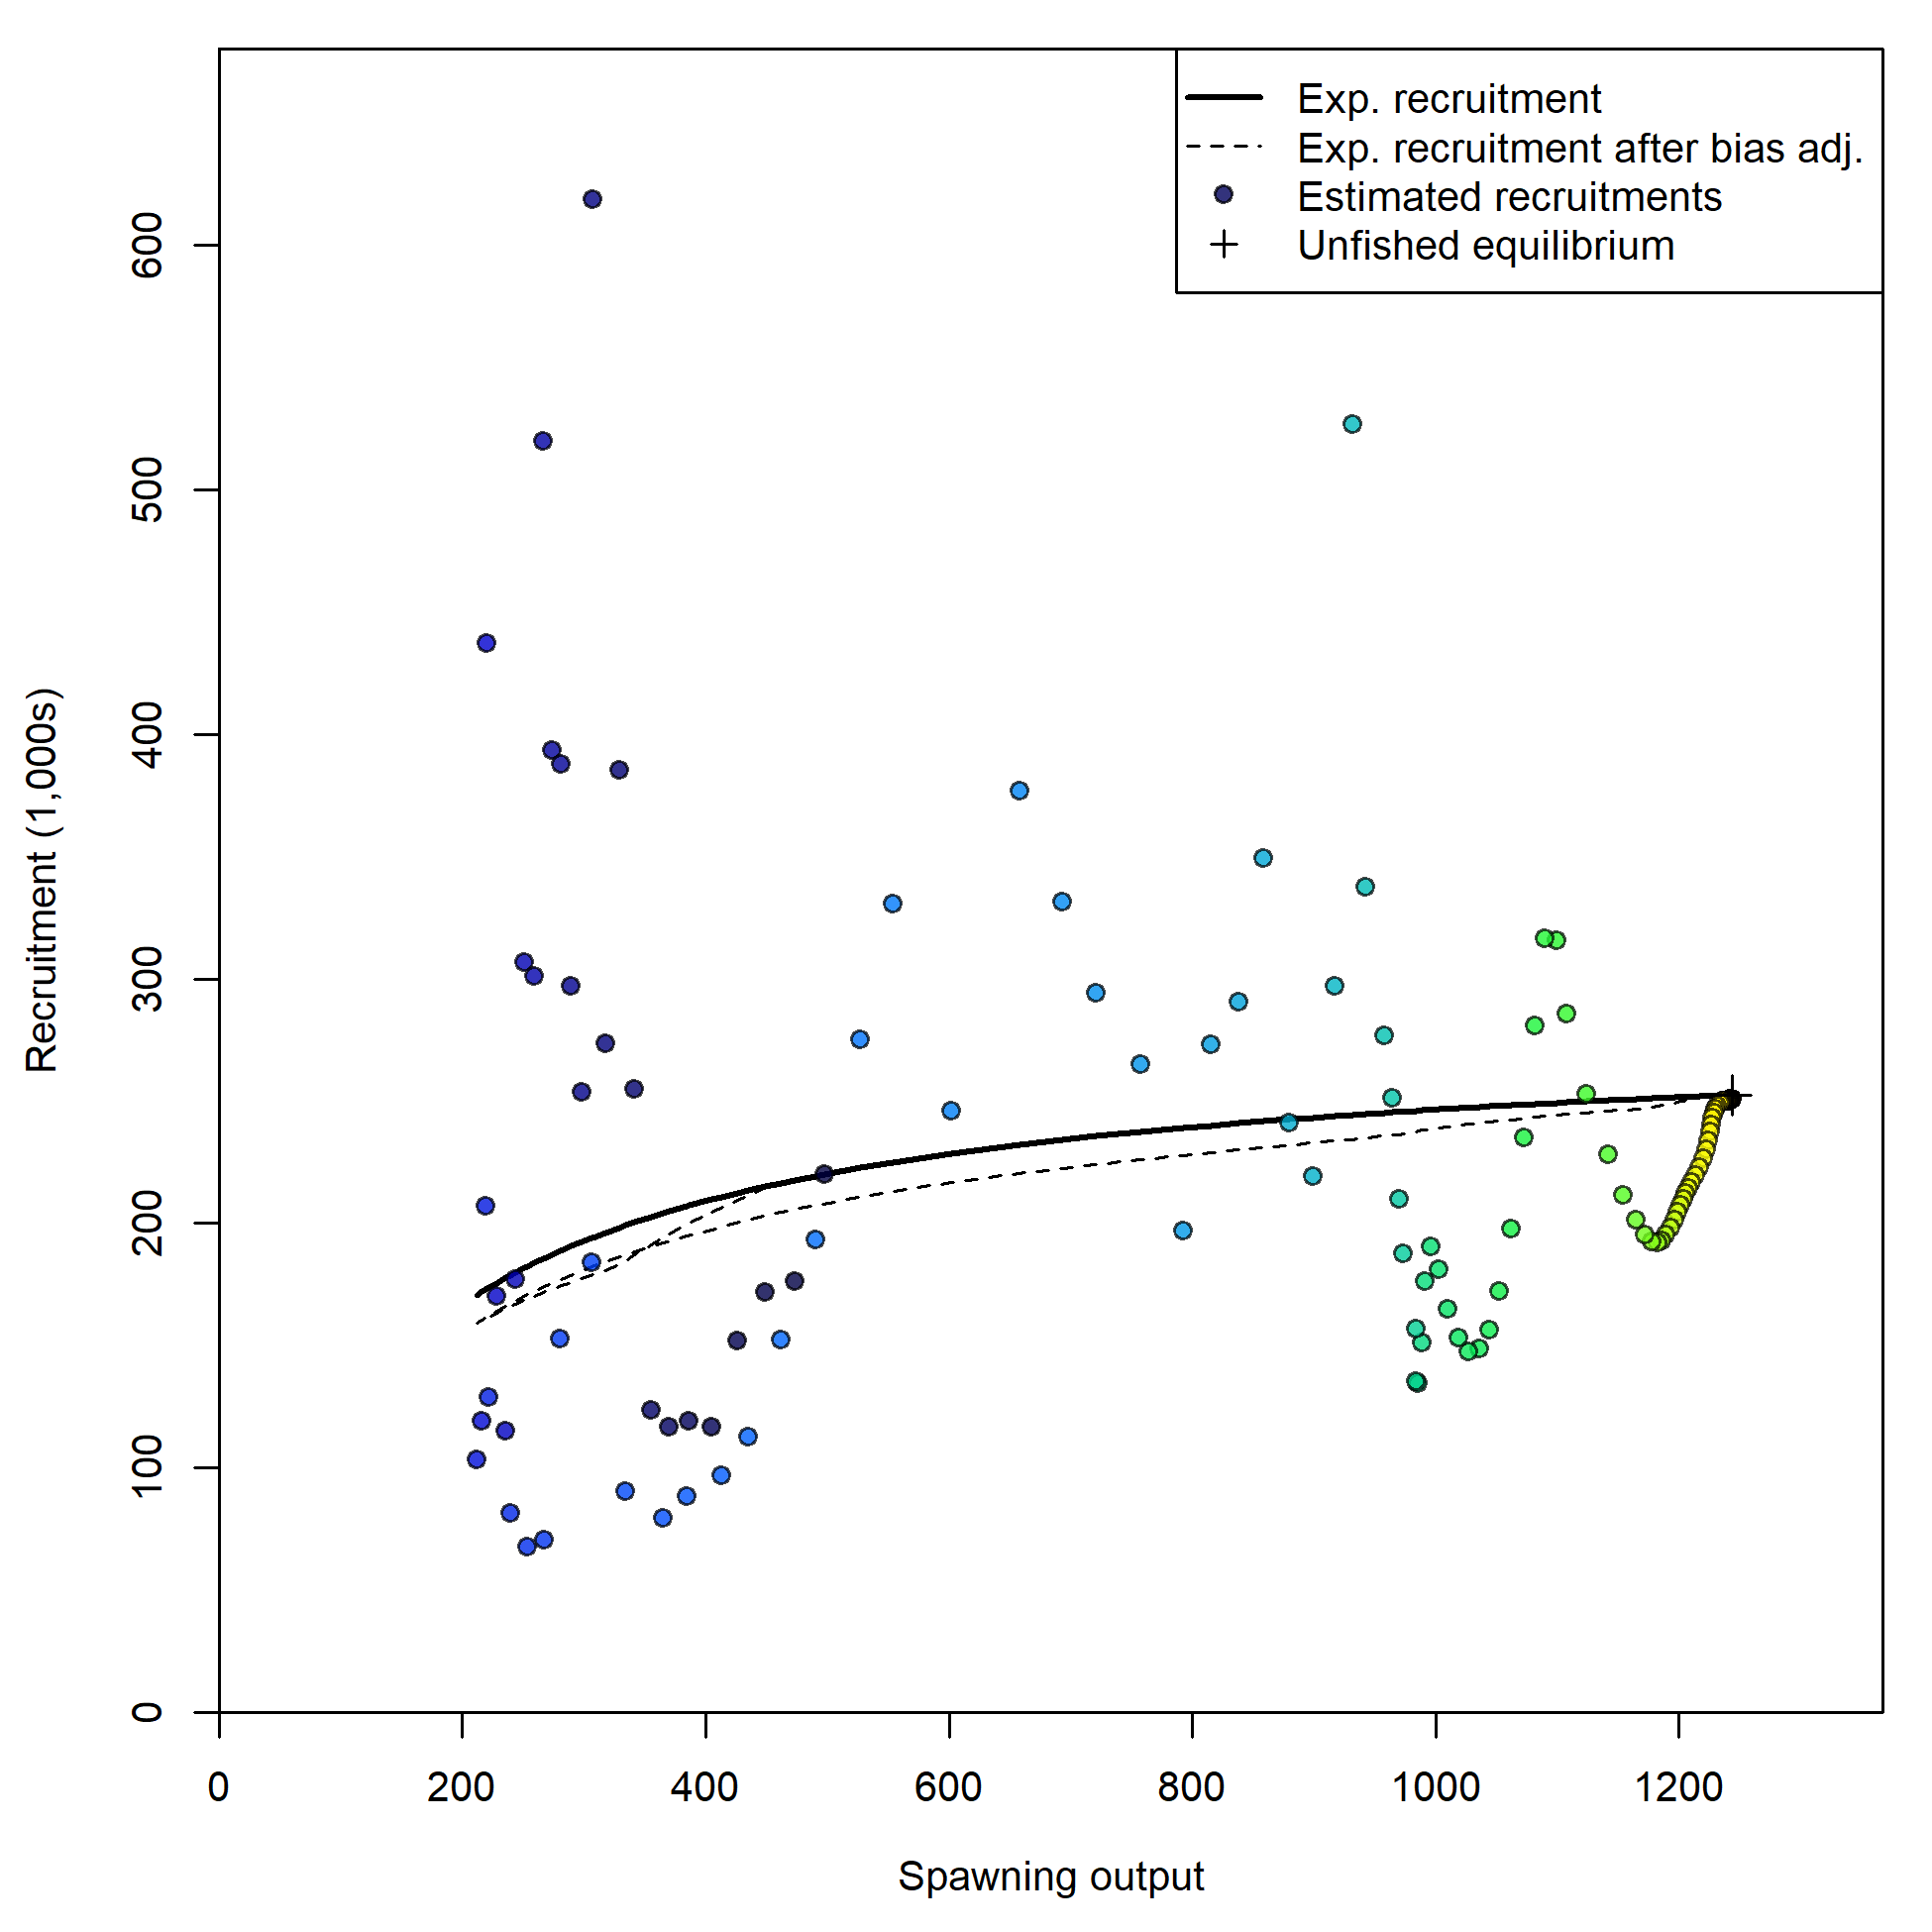 Exp. recruitment
Exp. recruitment after bias adj.
Estimated recruitments
Unfished equilibrium
600
500
400
300
200
100
0
Recruitment (1,000s)
0 200 400 600 800 1000 1200
Spawning output